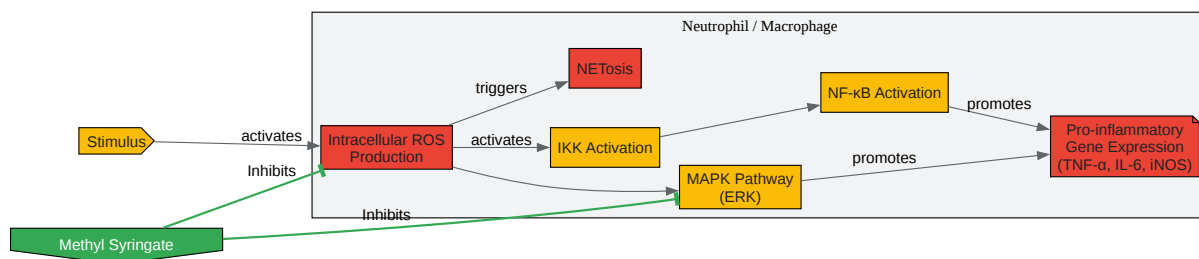 Neutrophil / Macrophage
NETosis
triggers
NF-κB Activation
promotes
Stimulus
activates
Intracellular ROS
Production
activates
IKK Activation
Pro-inflammatory
Gene Expression
(TNF-α, IL-6, iNOS)
promotes
Inhibits
MAPK Pathway
(ERK)
Inhibits
Methyl Syringate